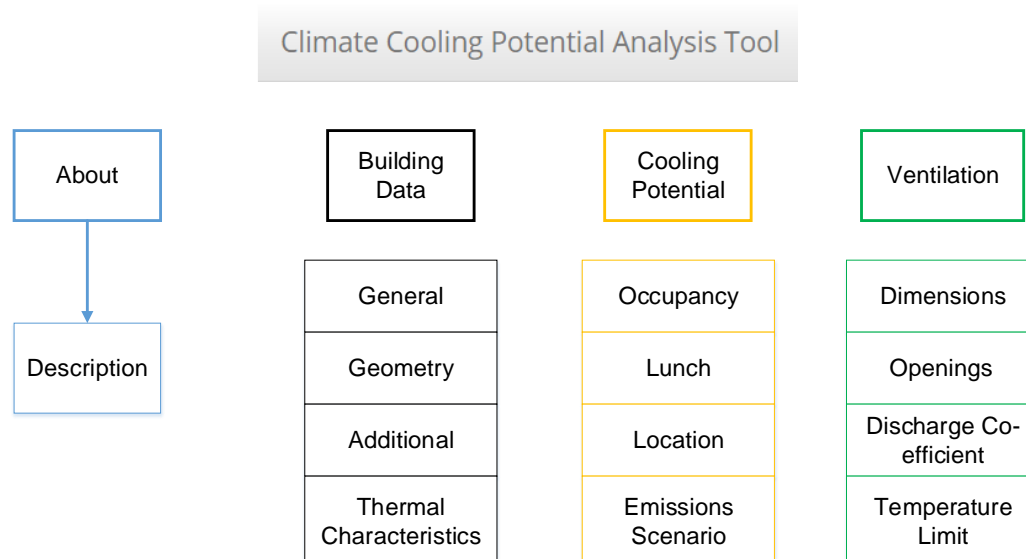 Climate Cooling Potential Analysis Tool
About
Building
Data
Cooling
Potential
Ventilation
Description
General
Geometry
Additional
Thermal
Characteristics
Occupancy
Lunch
Location
Emissions
Scenario
Dimensions
Openings
Discharge Co-
efficient
Temperature
Limit